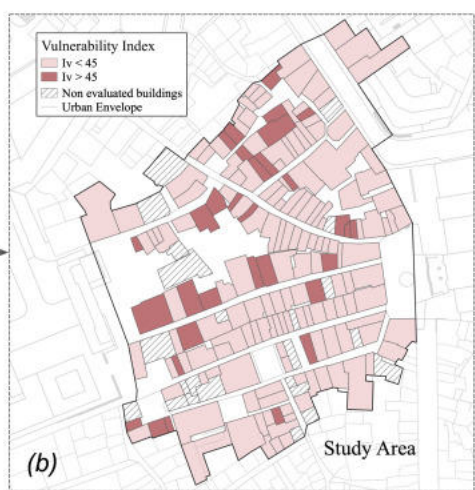 Vulnerability Index
Iv < 45
Iv > 45
Non evaluated buildings
Urban Envelope
(b)
Study Area